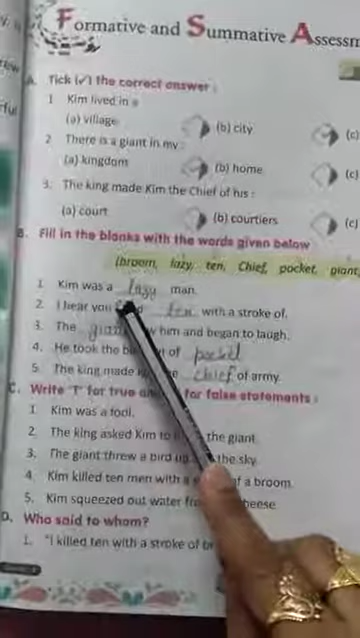 Formative and Summative Assessm
A. Tick (✓) the correct answer :
1 Kim lived in a
(a) village (b) city (c)
2 There is a giant in my :
(a) kingdom (b) home (c)
3. The king made Kim the Chief of his :
(a) court (b) courtiers (c)
B. Fill in the blanks with the words given below
(broom, lazy, ten, Chief, pocket, giant,
1 Kim was a lazy man.
2. I hear you ten with a stroke of.
3. The giant him and began to laugh.
4. He took the of pocket
5. The king made chief of army.
C. Write 'T' for true for false statements :
1. Kim was a fool.
2. The king asked Kim to the giant.
3. The giant threw a bird up the sky.
4. Kim killed ten men with a of a broom.
5. Kim squeezed out water
D. Who said to whom?
1. "I killed ten with a stroke of